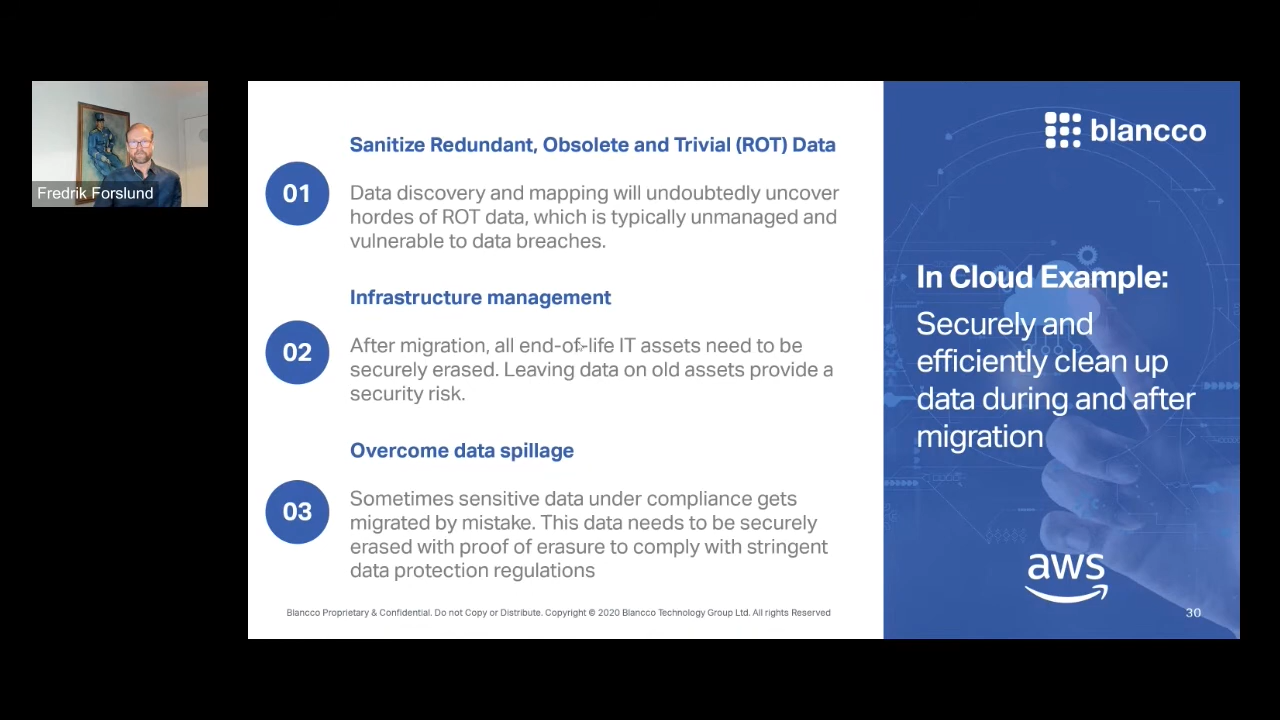 Fredrik Forslund
Sanitize Redundant, Obsolete and Trivial (ROT) Data
01
Data discovery and mapping will undoubtedly uncover
hordes of ROT data, which is typically unmanaged and
vulnerable to data breaches.
Infrastructure management
02
After migration, all end-of-life IT assets need to be
securely erased. Leaving data on old assets provide a
security risk.
Overcome data spillage
03
Sometimes sensitive data under compliance gets
migrated by mistake. This data needs to be securely
erased with proof of erasure to comply with stringent
data protection regulations
Blancco Proprietary & Confidential. Do not Copy or Distribute. Copyright © 2020 Blancco Technology Group Ltd. All rights Reserved
blancco
In Cloud Example:
Securely and
efficiently clean up
data during and after
migration
aws
30